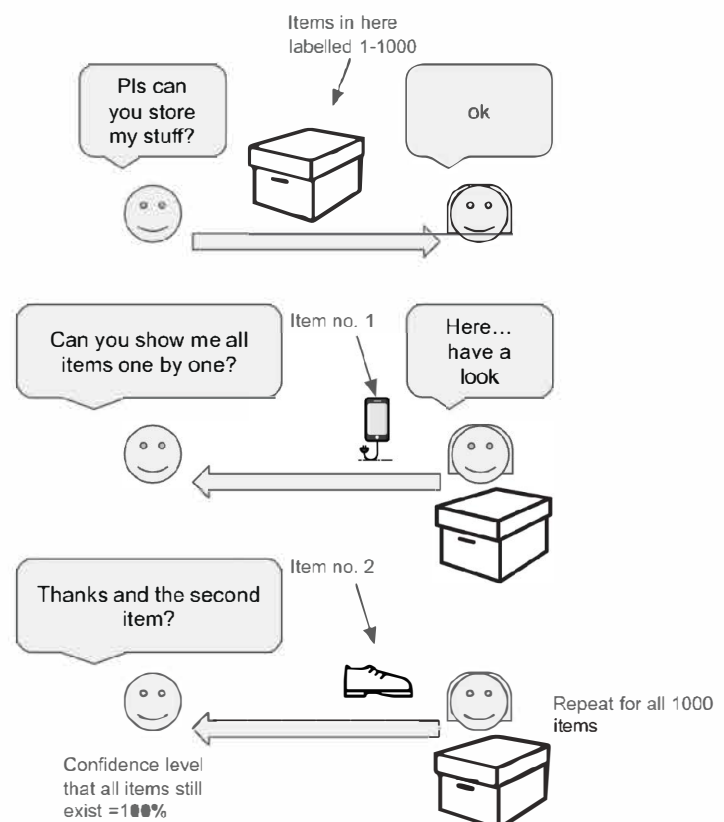 Items in here
labelled 1-1000
Pls can
you store
my stuff?
ok
Can you show me all
items one by one?
Item no. 1
Here...
have a
look
Thanks and the second
item?
Item no. 2
Repeat for all 1000
items
Confidence level
that all items still
exist =100%